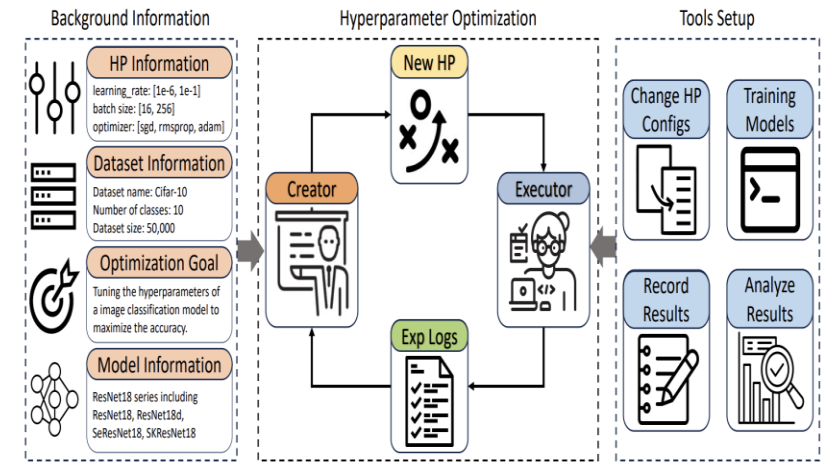 Background Information
HP Information
learning_rate: [1e-6, 1e-1]
batch size: [16, 256]
optimizer: [sgd, rmsprop, adam]
Dataset Information
Dataset name: Cifar-10
Number of classes: 10
Dataset size: 50,000
Optimization Goal
Tuning the hyperparameters of
a image classification model to
maximize the accuracy.
Model Information
ResNet18 series including
ResNet18, ResNet18d,
SeResNet18, SKResNet18
Hyperparameter Optimization
New HP
Creator
Executor
</>
Exp Logs
Tools Setup
Change HP
Configs
Training
Models
Record
Results
Analyze
Results